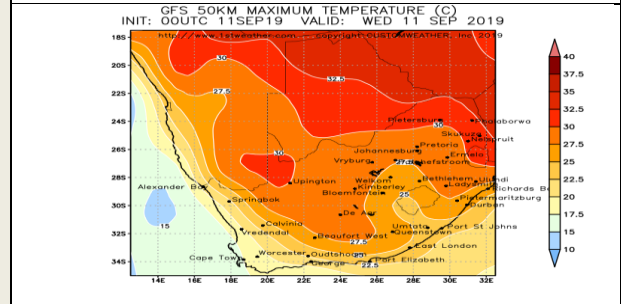 GFS 50KM MAXIMUM TEMPERATURE (C)
INIT: 00UTC 11SEP19 VALID: WED 11 SEP 2019
http://www.1stweather.com -- copyright CUSTOMWEATHER, Inc 2019
18S
20S
22S
24S
26S
28S
30S
32S
34S
14E 16E 18E 20E 22E 24E 26E 28E 30E 32E
30
32.5
27.5
Pietersburg
Phalaborwa
30
Skukuza
Nelspruit
Pretoria
Johannesburg
Ermelo
Vryburg
30
Welkom
Bethlehem
Ulundi
Upington
Kimberley
Ladysmith
Richards B
Alexander Bay
Bloemfontein
25
Springbok
Pietermaritzburg
Durban
De Aar
15
Calvinia
Umtata
Port St Johns
Vredendal
Beaufort West
Queenstown
27.5
East London
Worcester
Oudtshoorn
Cape Town
George
22.5
Port Elizabeth
40
37.5
35
32.5
30
27.5
25
22.5
20
17.5
15
10